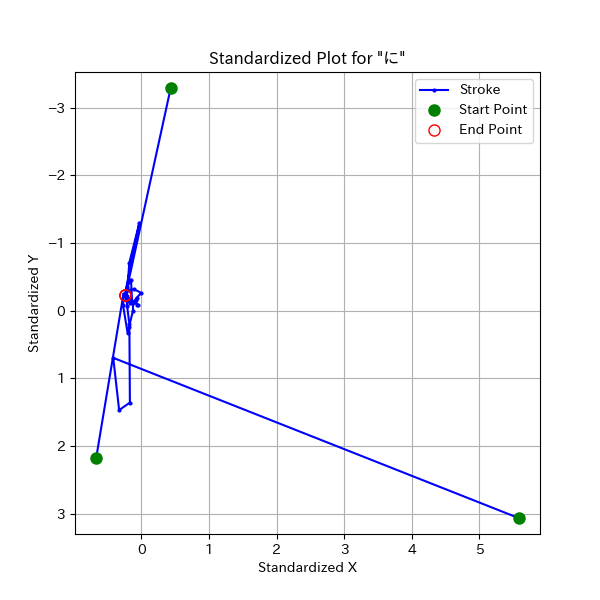 Standardized Plot for "に"
Stroke
Start Point
End Point
−3
−2
−1
0
1
2
3
Standardized Y
0 1 2 3 4 5
Standardized X